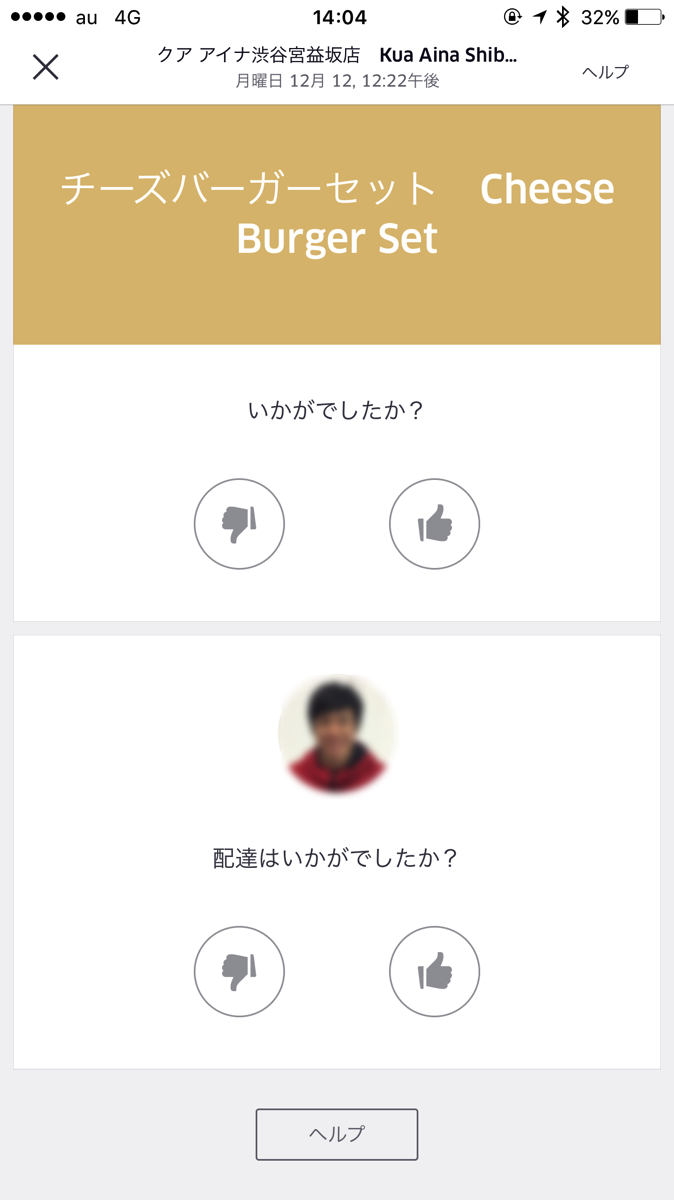 au 4G 14:04 32%
クア アイナ渋谷宮益坂店 Kua Aina Shib...
月曜日 12月 12, 12:22午後
ヘルプ
チーズバーガーセット Cheese
Burger Set
いかがでしたか？
配達はいかがでしたか？
ヘルプ